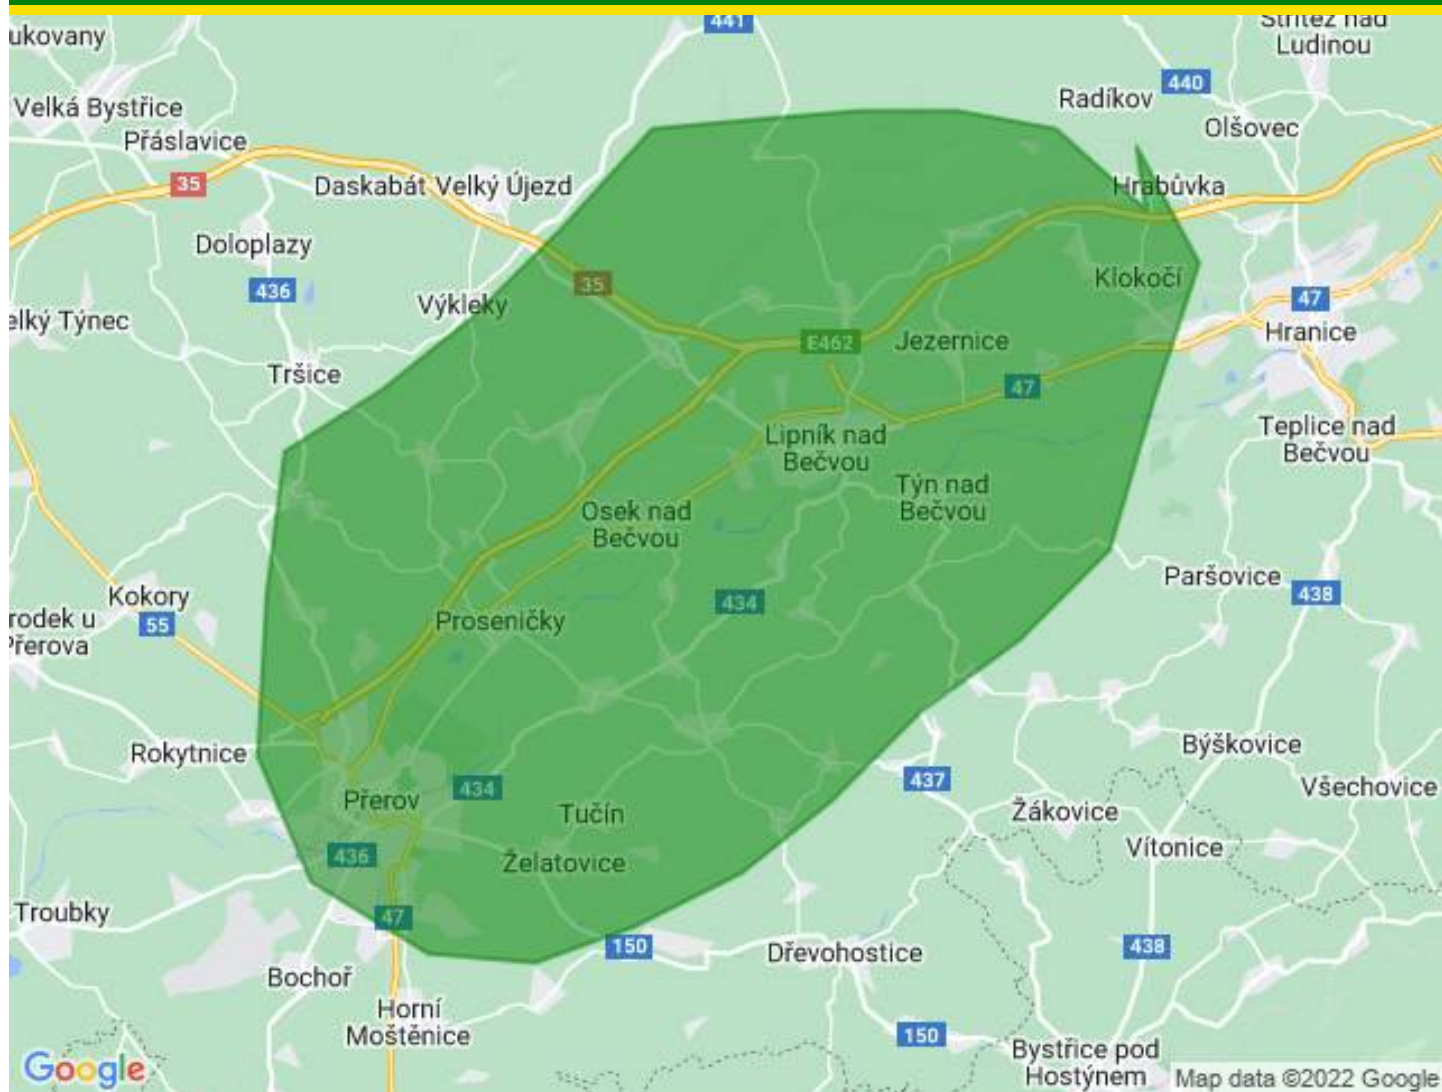 441
Střítež nad
Ludinou
ukovany
440
Radíkov
Velká Bystřice
Olšovec
Přáslavice
35
Daskabát
Velký Újezd
Hrabůvka
Doloplazy
Klokočí
436
35
47
Výkleky
elký Týnec
Hranice
E462
Jezernice
Tršice
47
Teplice nad
Bečvou
Lipník nad
Bečvou
Týn nad
Bečvou
Osek nad
Bečvou
Paršovice
438
Kokory
434
55
rodek u
Přerova
Proseničky
Rokytnice
Býškovice
437
Všechovice
434
Přerov
Tučín
Žákovice
436
Želatovice
Vítonice
Troubky
47
150
438
Dřevohostice
Bochoř
Horní
Moštěnice
150
Bystřice pod
Hostýnem
Google
Map data ©2022 Google